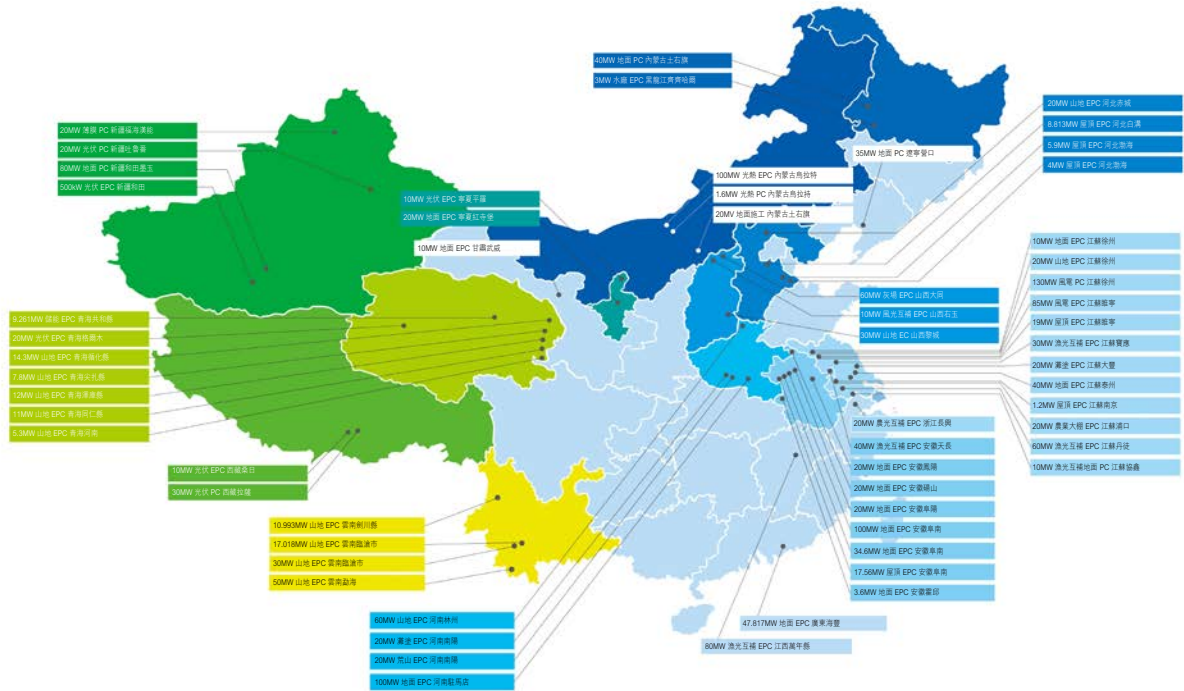 40MW 地面 PC 內蒙古土右旗
3MW 水廠 EPC 黑龍江齊齊哈爾
20MW 山地 EPC 河北赤城
8.813MW 屋頂 EPC 河北白溝
5.9MW 屋頂 EPC 河北渤海
4MW 屋頂 EPC 河北渤海
35MW 地面 PC 遼寧營口
20MW 薄膜 PC 新疆福海漢能
20MW 光伏 PC 新疆吐魯番
80MW 地面 PC 新疆和田墨玉
500kW 光伏 EPC 新疆和田
100MW 光熱 EPC 內蒙古烏拉特
1.6MW 光熱 PC 內蒙古烏拉特
20MV 地面施工 內蒙古土右旗
10MW 光伏 EPC 寧夏平羅
20MW 地面 EPC 寧夏紅寺堡
10MW 地面 EPC 甘肅武威
10MW 地面 EPC 江蘇徐州
20MW 山地 EPC 江蘇徐州
130MW 風電 PC 江蘇徐州
85MW 風電 EPC 江蘇睢寧
19MW 屋頂 EPC 江蘇睢寧
30MW 漁光互補 EPC 江蘇寶應
20MW 灘塗 EPC 江蘇大豐
40MW 地面 EPC 江蘇泰州
1.2MW 屋頂 EPC 江蘇南京
20MW 農業大棚 EPC 江蘇浦口
60MW 漁光互補 EPC 江蘇丹徒
10MW 漁光互補地面 PC 江蘇協鑫
60MW 灰場 EPC 山西大同
10MW 風光互補 EPC 山西右玉
30MW 山地 EC 山西黎城
9.261MW 儲能 EPC 青海共和縣
20MW 光伏 EPC 青海格爾木
14.3MW 山地 EPC 青海循化縣
7.8MW 山地 EPC 青海尖扎縣
12MW 山地 EPC 青海澤庫縣
11MW 山地 EPC 青海同仁縣
5.3MW 山地 EPC 青海河南
10MW 光伏 EPC 西藏桑日
30MW 光伏 PC 西藏拉薩
20MW 農光互補 EPC 浙江長興
40MW 漁光互補 EPC 安徽天長
20MW 地面 EPC 安徽鳳陽
20MW 地面 EPC 安徽碭山
20MW 地面 EPC 安徽阜陽
100MW 地面 EPC 安徽阜南
34.6MW 地面 EPC 安徽阜南
17.56MW 屋頂 EPC 安徽阜南
3.6MW 地面 EPC 安徽霍邱
10.993MW 山地 EPC 雲南劍川縣
17.018MW 山地 EPC 雲南臨滄市
30MW 山地 EPC 雲南臨滄市
50MW 山地 EPC 雲南勐海
60MW 山地 EPC 河南林州
20MW 灘塗 EPC 河南南陽
20MW 荒山 EPC 河南南陽
100MW 地面 EPC 河南駐馬店
47.817MW 地面 EPC 廣東海豐
80MW 漁光互補 EPC 江西萬年縣